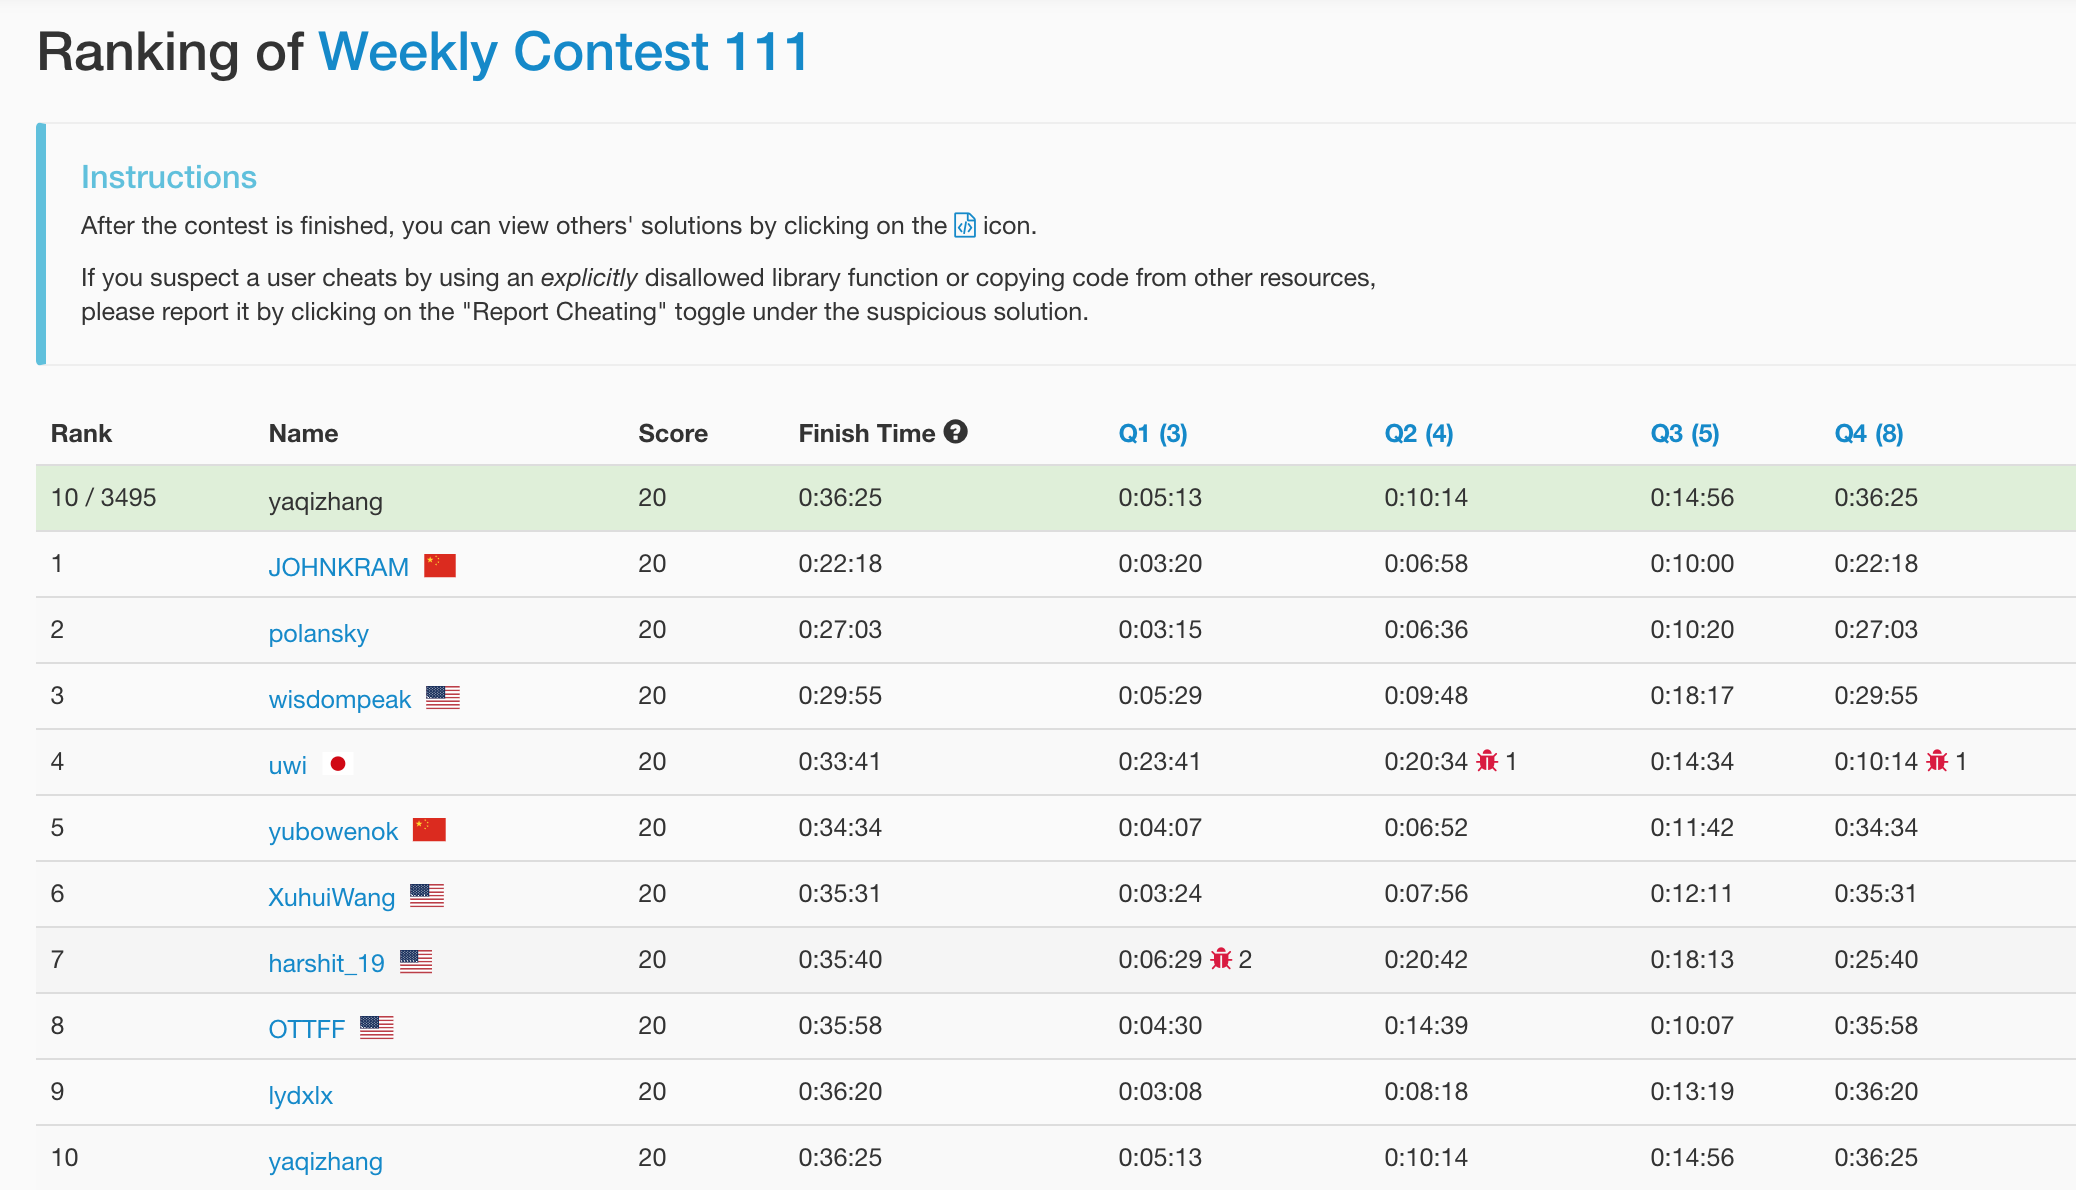 Ranking of Weekly Contest 111
Instructions
After the contest is finished, you can view others' solutions by clicking on the icon.
If you suspect a user cheats by using an explicitly disallowed library function or copying code from other resources,
please report it by clicking on the "Report Cheating" toggle under the suspicious solution.
Rank Name Score Finish Time Q1 (3) Q2 (4) Q3 (5) Q4 (8)
10 / 3495 yaqizhang 20 0:36:25 0:05:13 0:10:14 0:14:56 0:36:25
1 JOHNKRAM 20 0:22:18 0:03:20 0:06:58 0:10:00 0:22:18
2 polansky 20 0:27:03 0:03:15 0:06:36 0:10:20 0:27:03
3 wisdompeak 20 0:29:55 0:05:29 0:09:48 0:18:17 0:29:55
4 uwi 20 0:33:41 0:23:41 0:20:34 1 0:14:34 0:10:14 1
5 yubowenok 20 0:34:34 0:04:07 0:06:52 0:11:42 0:34:34
6 XuhuiWang 20 0:35:31 0:03:24 0:07:56 0:12:11 0:35:31
7 harshit_19 20 0:35:40 0:06:29 2 0:20:42 0:18:13 0:25:40
8 OTTFF 20 0:35:58 0:04:30 0:14:39 0:10:07 0:35:58
9 lydxlx 20 0:36:20 0:03:08 0:08:18 0:13:19 0:36:20
10 yaqizhang 20 0:36:25 0:05:13 0:10:14 0:14:56 0:36:25